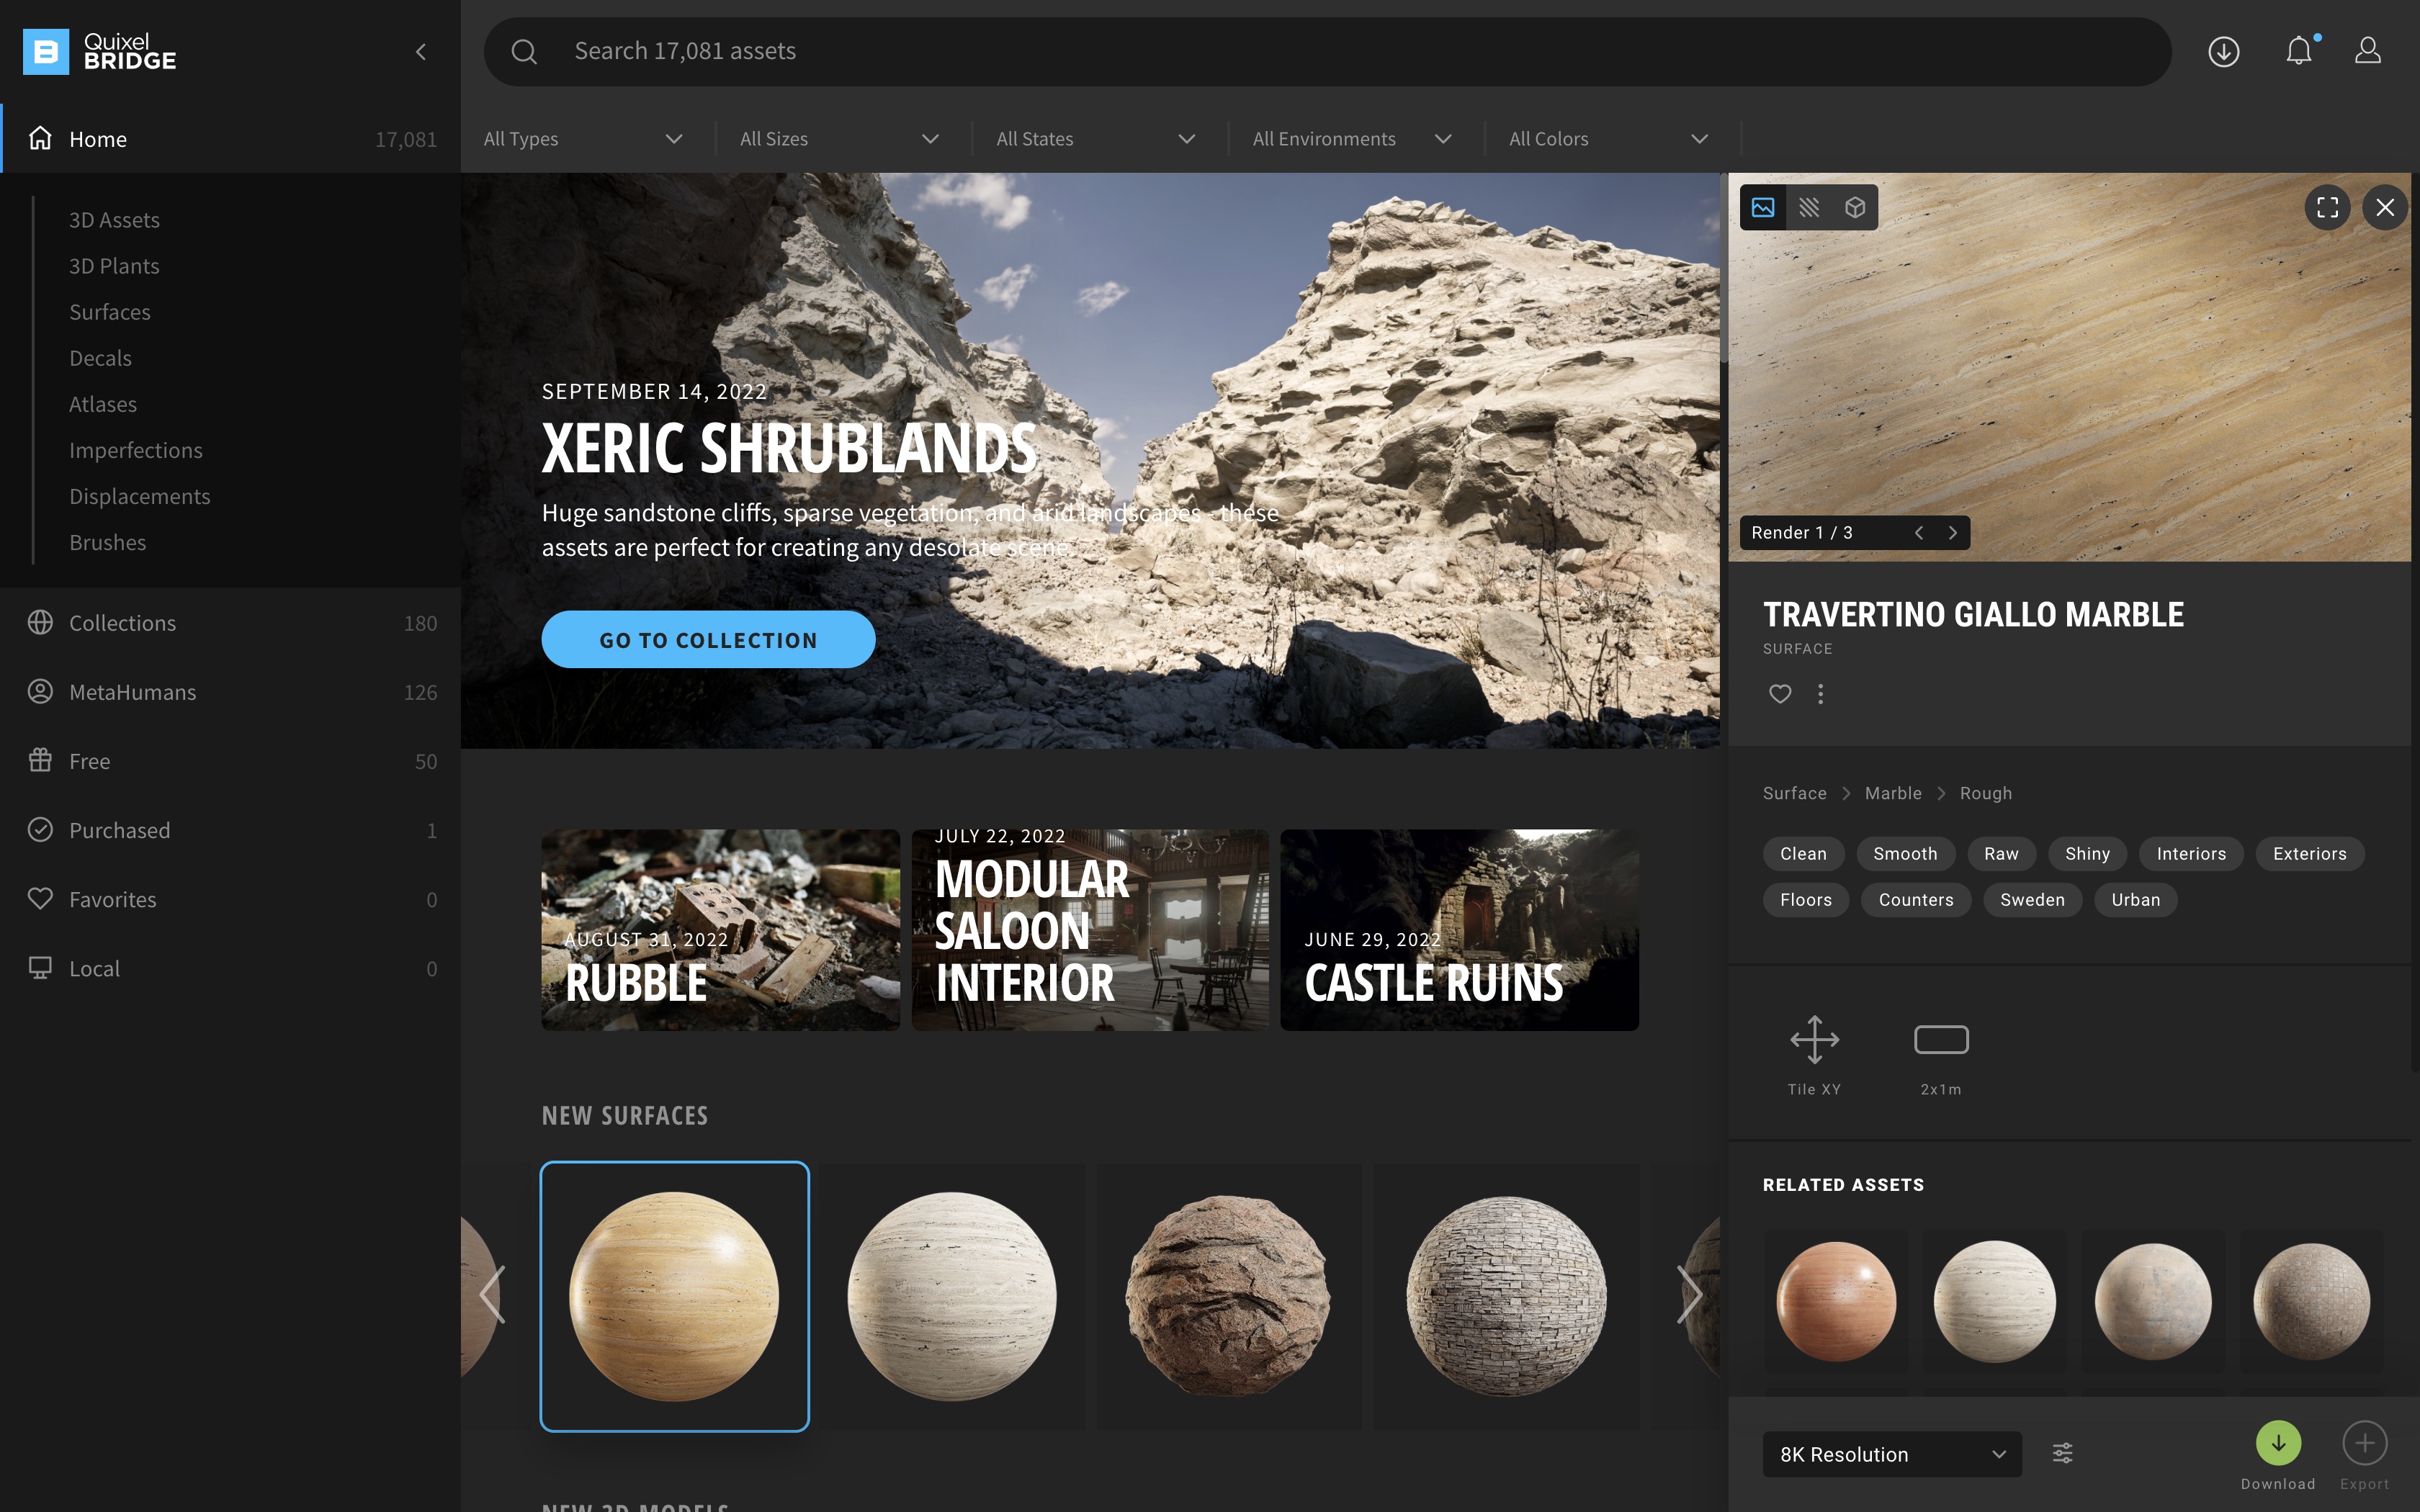 Quixel
BRIDGE
Search 17,081 assets
Home 17,081
All Types
All Sizes
All States
All Environments
All Colors
3D Assets
3D Plants
Surfaces
Decals
Atlases
Imperfections
Displacements
Brushes
Collections 180
MetaHumans 126
Free 50
Purchased 1
Favorites 0
Local 0
SEPTEMBER 14, 2022
XERIC SHRUBLANDS
Huge sandstone cliffs, sparse vegetation, and arid landscapes - these
assets are perfect for creating any desolate scene.
GO TO COLLECTION
AUGUST 31, 2022
RUBBLE
JULY 22, 2022
MODULAR
SALOON
INTERIOR
JUNE 29, 2022
CASTLE RUINS
NEW SURFACES
NEW 3D MODELS
Render 1 / 3
TRAVERTINO GIALLO MARBLE
SURFACE
Surface > Marble > Rough
Clean
Smooth
Raw
Shiny
Interiors
Exteriors
Floors
Counters
Sweden
Urban
Tile XY
2x1m
RELATED ASSETS
8K Resolution
Download
Export